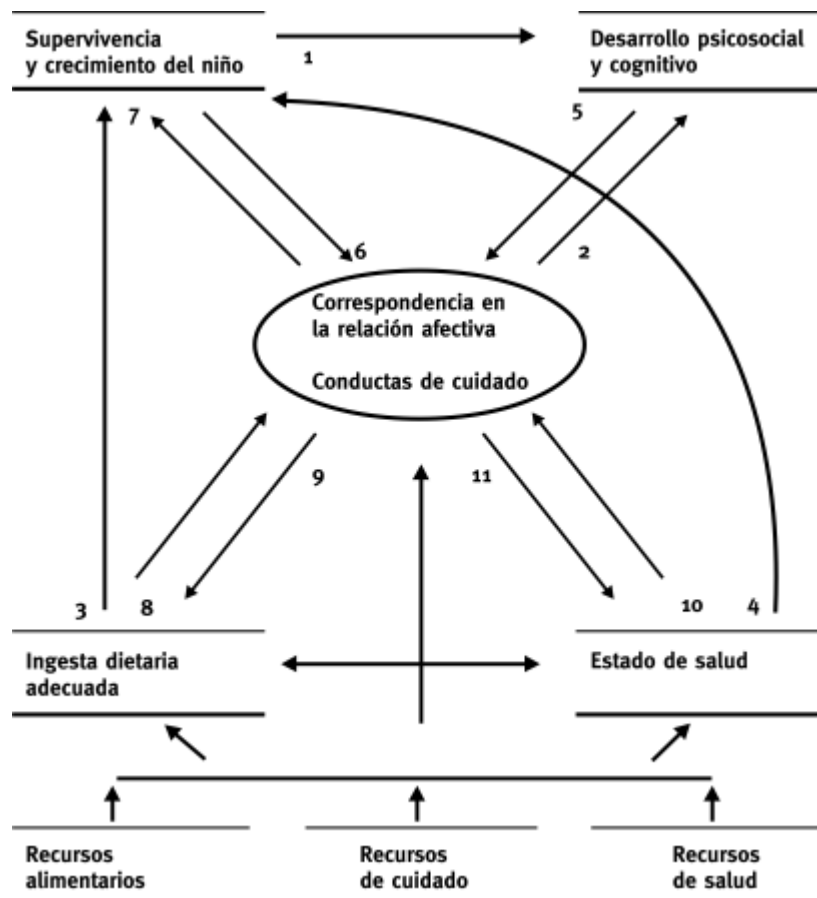 Supervivencia
y crecimiento del niño
1
Desarrollo psicosocial
y cognitivo
7
5
6
2
Correspondencia en
la relación afectiva
Conductas de cuidado
9
11
3
8
10
4
Ingesta dietaria
adecuada
Estado de salud
Recursos
alimentarios
Recursos
de cuidado
Recursos
de salud